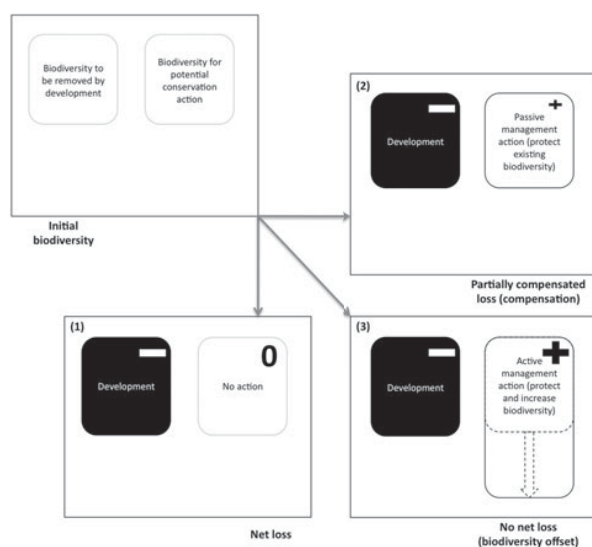 Biodiversity to
be removed by
development
Biodiversity for
potential
conservation
action
Initial
biodiversity
(2)
Development
Passive
management
action (protect
existing
biodiversity)
Partially compensated
loss (compensation)
(1)
Development
0
No action
Net loss
(3)
Development
Active
management
action (protect
and increase
biodiversity)
No net loss
(biodiversity offset)